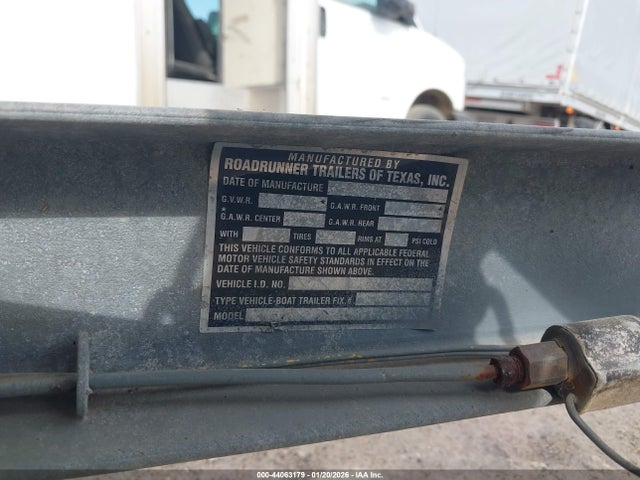 MANUFACTURED BY
ROADRUNNER TRAILERS OF TEXAS, INC.
DATE OF MANUFACTURE
G.V.W.R. G.A.W.R. FRONT
G.A.W.R. CENTER G.A.W.R. REAR
WITH TIRES RIMS AT PSI COLD
THIS VEHICLE CONFORMS TO ALL APPLICABLE FEDERAL
MOTOR VEHICLE SAFETY STANDARDS IN EFFECT ON THE
DATE OF MANUFACTURE SHOWN ABOVE.
VEHICLE I.D. NO.
TYPE VEHICLE-BOAT TRAILER FIX.#
MODEL
000-44063179 | 01/20/2026 | IAA Inc.